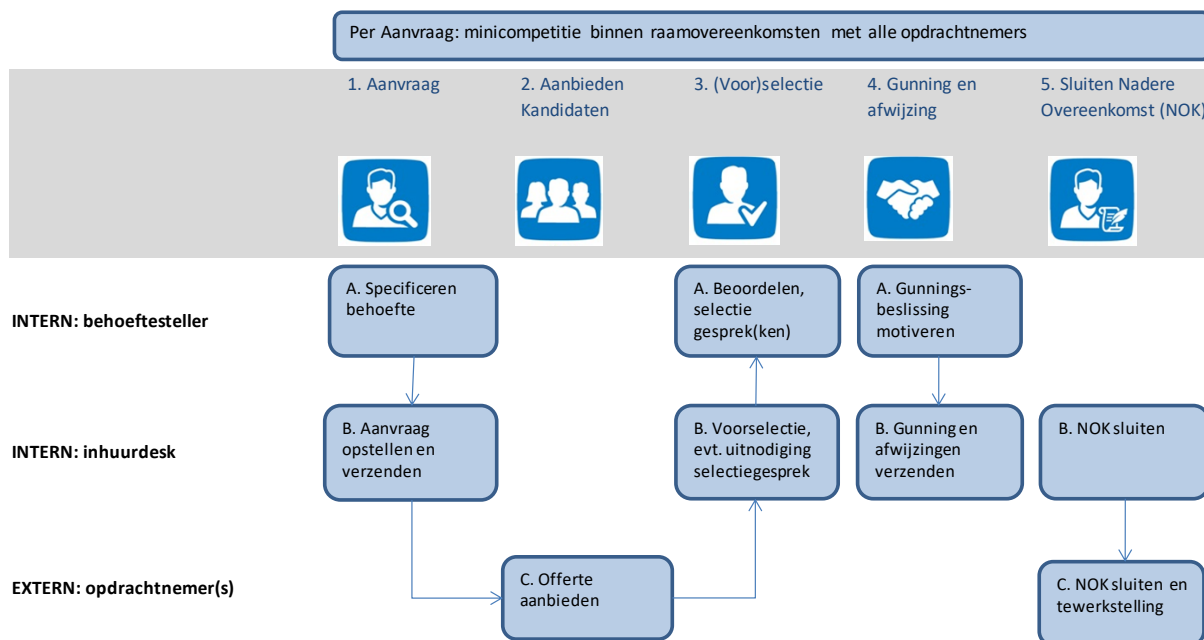 Per Aanvraag: minicompetitie binnen raamovereenkomsten met alle opdrachtnemers
1. Aanvraag
2. Aanbieden
Kandidaten
3. (Voor)selectie
4. Gunning en
afwijzing
5. Sluiten Nadere
Overeenkomst (NOK)
INTERN: behoeftesteller
A. Specificeren
behoefte
A. Beoordelen,
selectie
gesprek(ken)
A. Gunnings-
beslissing
motiveren
INTERN: inhuurdesk
B. Aanvraag
opstellen en
verzenden
B. Voorselectie,
evt. uitnodiging
selectiegesprek
B. Gunning en
afwijzingen
verzenden
B. NOK sluiten
EXTERN: opdrachtnemer(s)
C. Offerte
aanbieden
C. NOK sluiten en
tewerkstelling